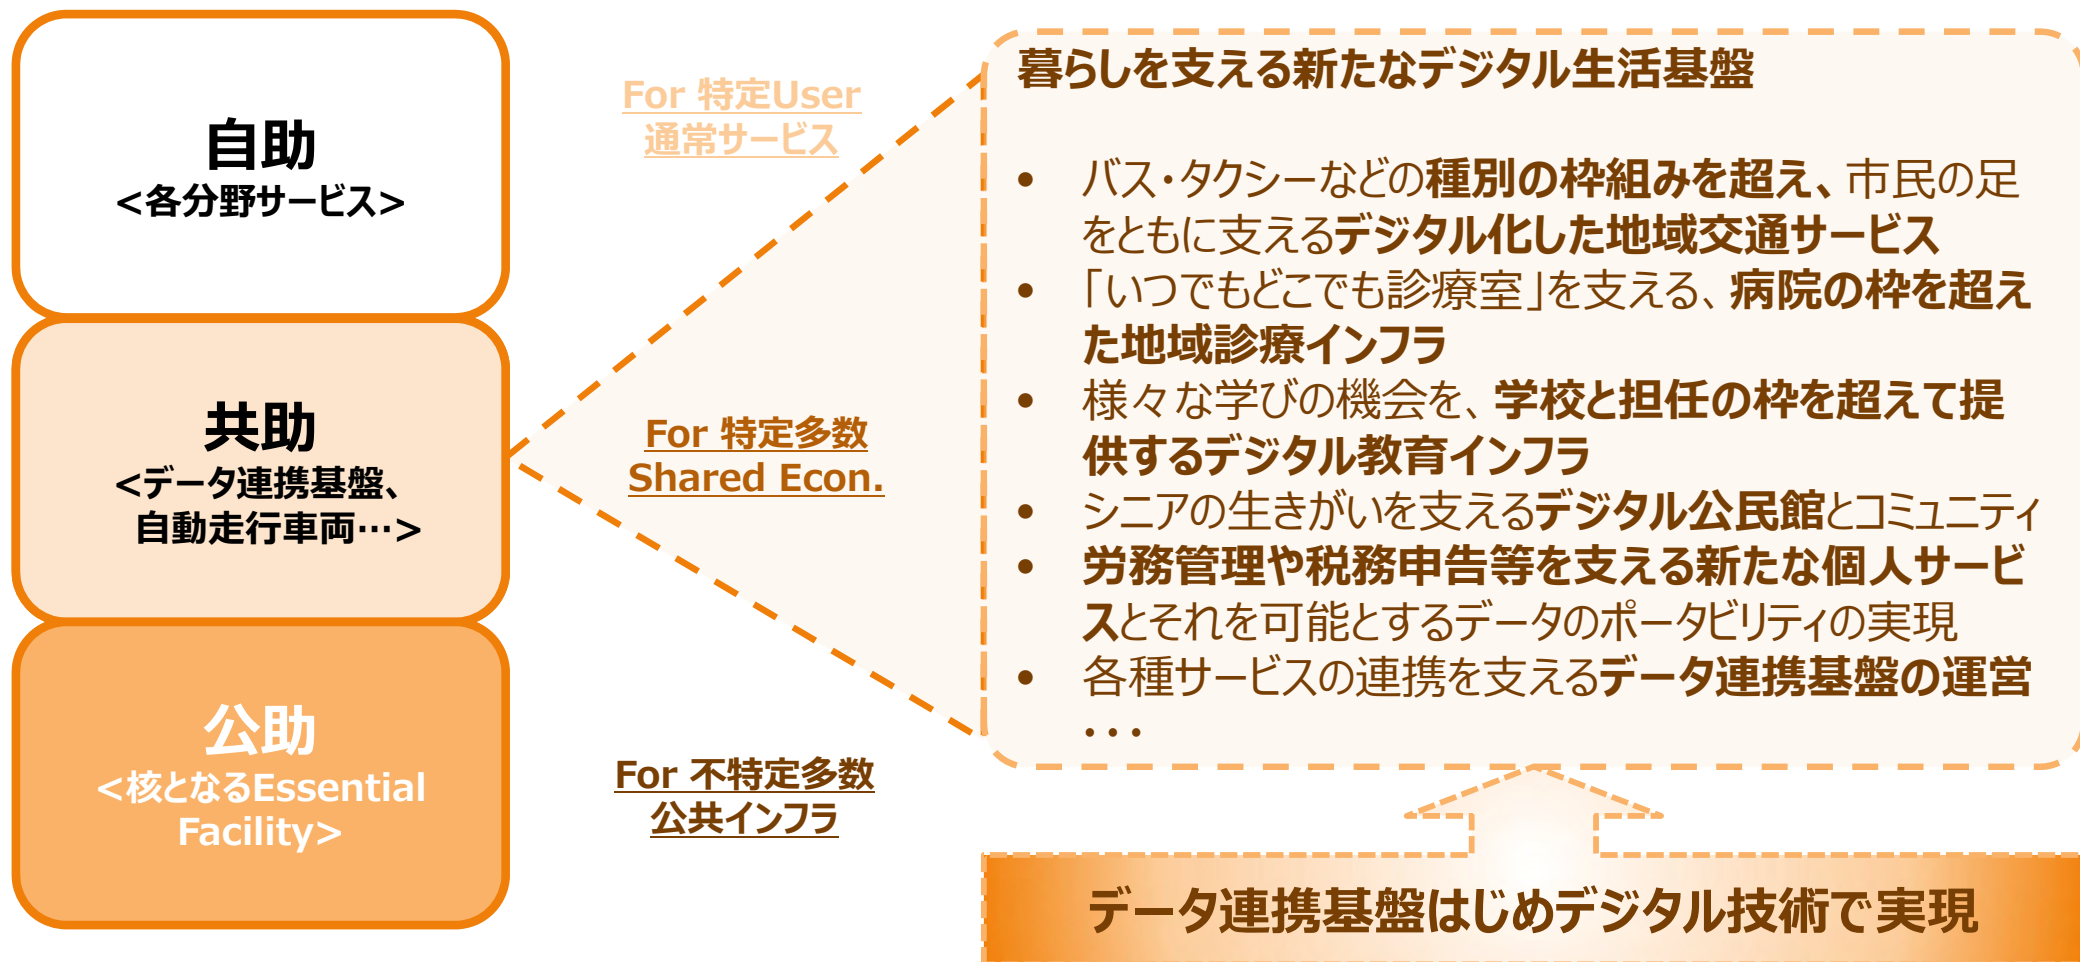 自助
<各分野サービス>
共助
<データ連携基盤、
自動走行車両…>
公助
<核となるEssential
Facility>
For 特定User
通常サービス
For 特定多数
Shared Econ.
For 不特定多数
公共インフラ
暮らしを支える新たなデジタル生活基盤
• バス・タクシーなどの種別の枠組みを超え、市民の足
をともに支えるデジタル化した地域交通サービス
• 「いつでもどこでも診療室」を支える、病院の枠を超え
た地域診療インフラ
• 様々な学びの機会を、学校と担任の枠を超えて提
供するデジタル教育インフラ
• シニアの生きがいを支えるデジタル公民館とコミュニティ
• 労務管理や税務申告等を支える新たな個人サービ
スとそれを可能とするデータのポータビリティの実現
• 各種サービスの連携を支えるデータ連携基盤の運営
・・・
データ連携基盤はじめデジタル技術で実現